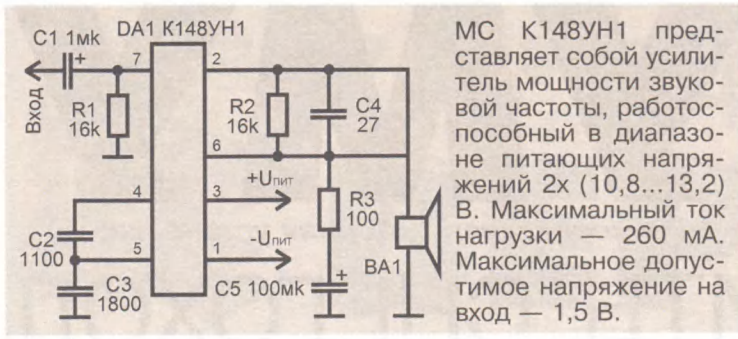 C1 1мк
DA1 К148УН1
Вход
+
7
2
R1
16k
R2
16k
C4
27
6
+Uпит
4
3
R3
100
C2
1100
5
-Uпит
1
BA1
C3
1800
C5 100мк
+
МС К148УН1 пред-
ставляет собой усили-
тель мощности звуко-
вой частоты, работос-
пособный в диапазо-
не питающих напря-
жений 2х (10,8...13,2)
В. Максимальный ток
нагрузки — 260 мА.
Максимальное допус-
тимое напряжение на
вход — 1,5 В.